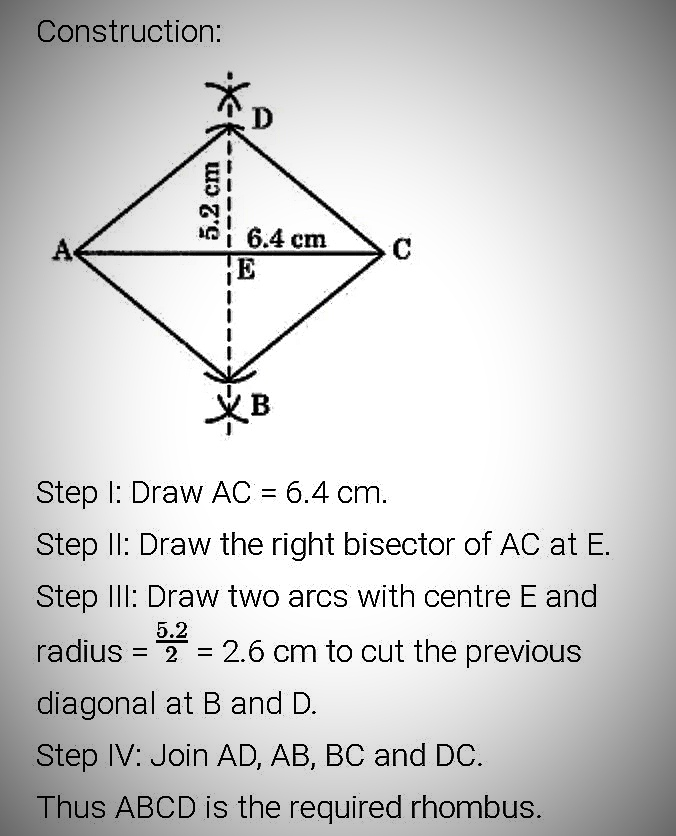 Construction:
D
5.2 cm
6.4 cm
A
C
E
B
Step I: Draw AC = 6.4 cm.
Step II: Draw the right bisector of AC at E.
Step III: Draw two arcs with centre E and
radius = 5.2/2 = 2.6 cm to cut the previous
diagonal at B and D.
Step IV: Join AD, AB, BC and DC.
Thus ABCD is the required rhombus.